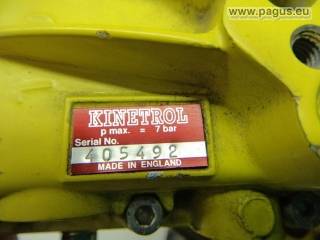 www.pagus.eu
KINETROL
p max. = 7 bar
Serial No.
405492
MADE IN ENGLAND